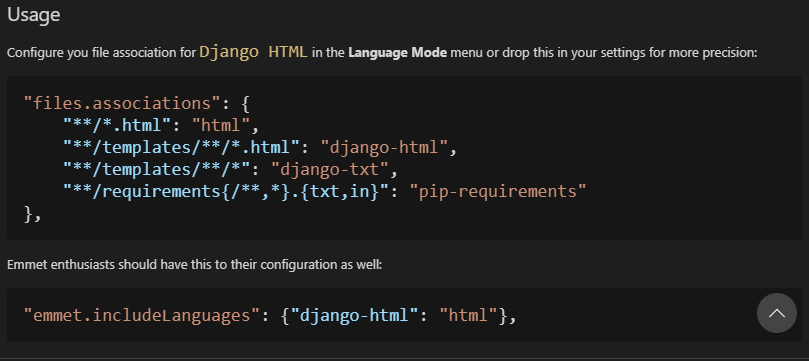 Usage
Configure you file association for Django HTML in the Language Mode menu or drop this in your settings for more precision:
"files.associations": {
    "**/*.html": "html",
    "**/templates/**/*.html": "django-html",
    "**/templates/**/*": "django-txt",
    "**/requirements{/**,*}.{txt,in}": "pip-requirements"
},
Emmet enthusiasts should have this to their configuration as well:
"emmet.includeLanguages": {"django-html": "html"},